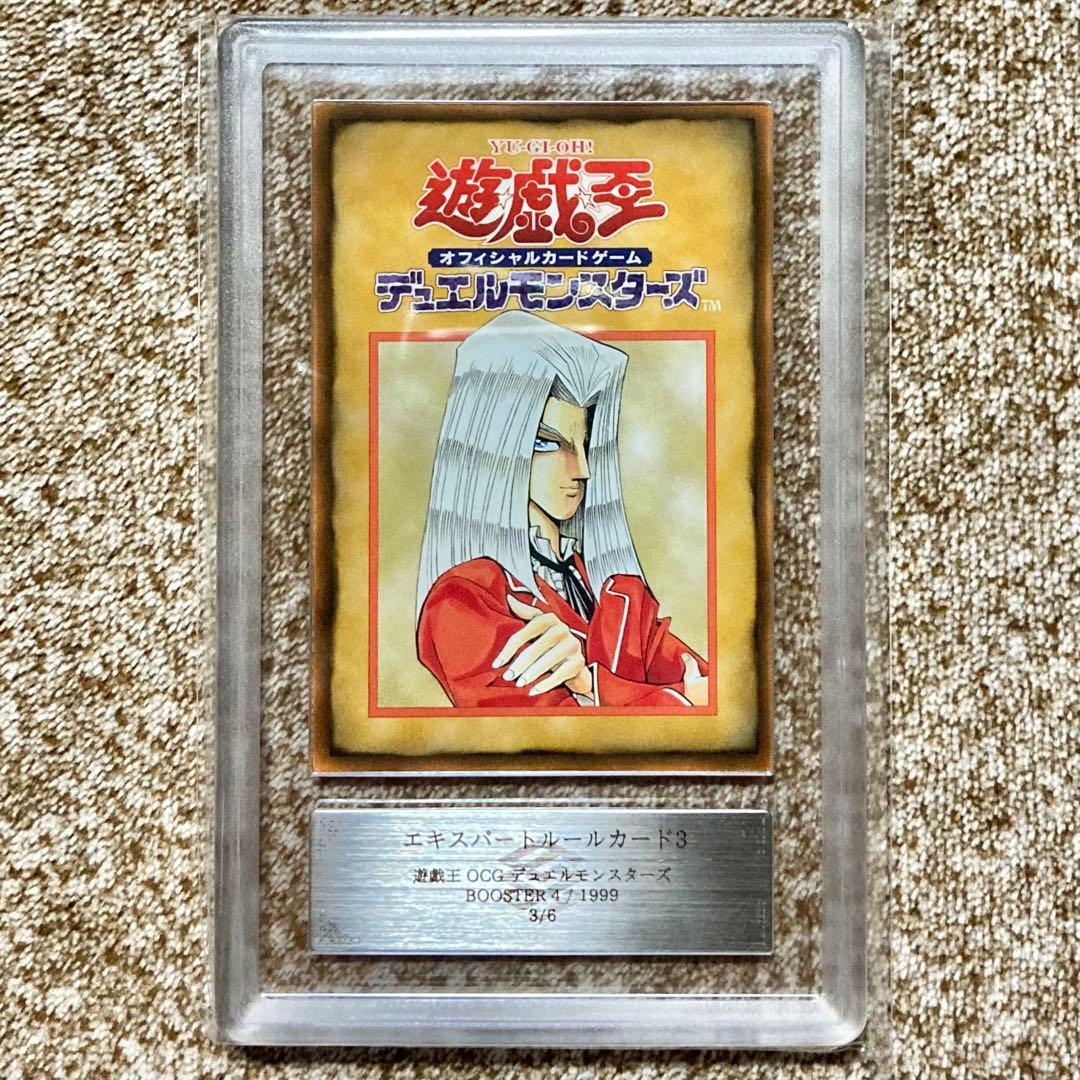 YU-GI-OH!
遊☆戯☆王
オフィシャルカードゲーム
デュエルモンスターズ™
エキスパートルールカード3
遊戯王 OCG デュエルモンスターズ
BOOSTER 4 / 1999
3/6